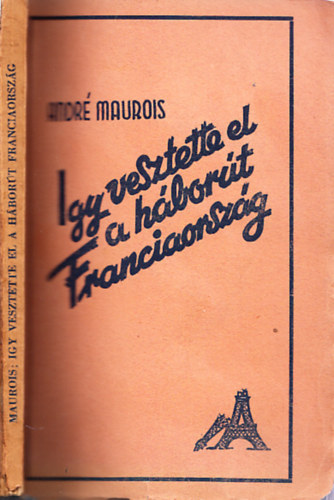 MAUROIS: IGY VESZTETTE EL A HÁBORÚT FRANCIAORSZÁG
ANDRÉ MAUROIS
Igy vesztette el
a háborút
Franciaország